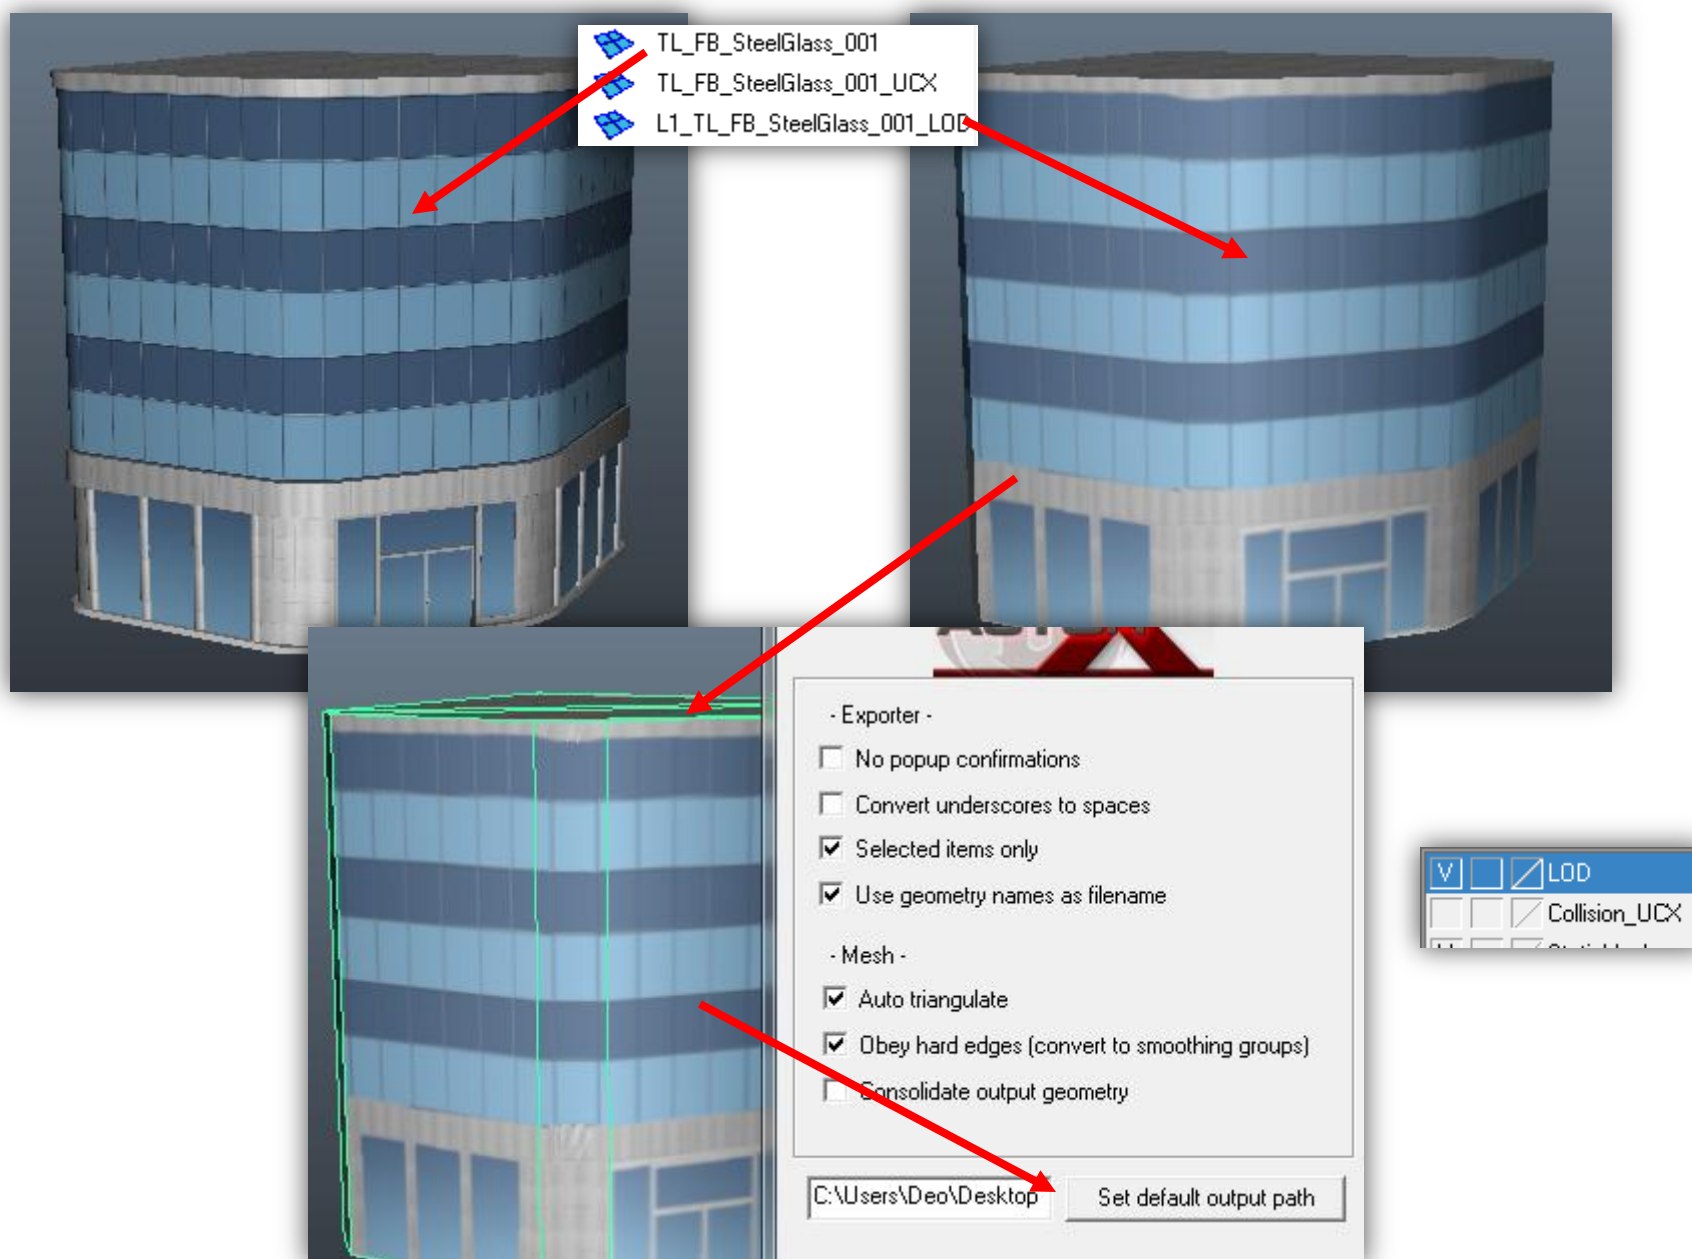 TL_FB_SteelGlass_001
TL_FB_SteelGlass_001_UCX
L1_TL_FB_SteelGlass_001_LOD
- Exporter -
No popup confirmations
Convert underscores to spaces
Selected items only
Use geometry names as filename
- Mesh -
Auto triangulate
Obey hard edges (convert to smoothing groups)
Consolidate output geometry
C:\Users\Deo\Desktop
Set default output path
V LOD
Collision_UCX